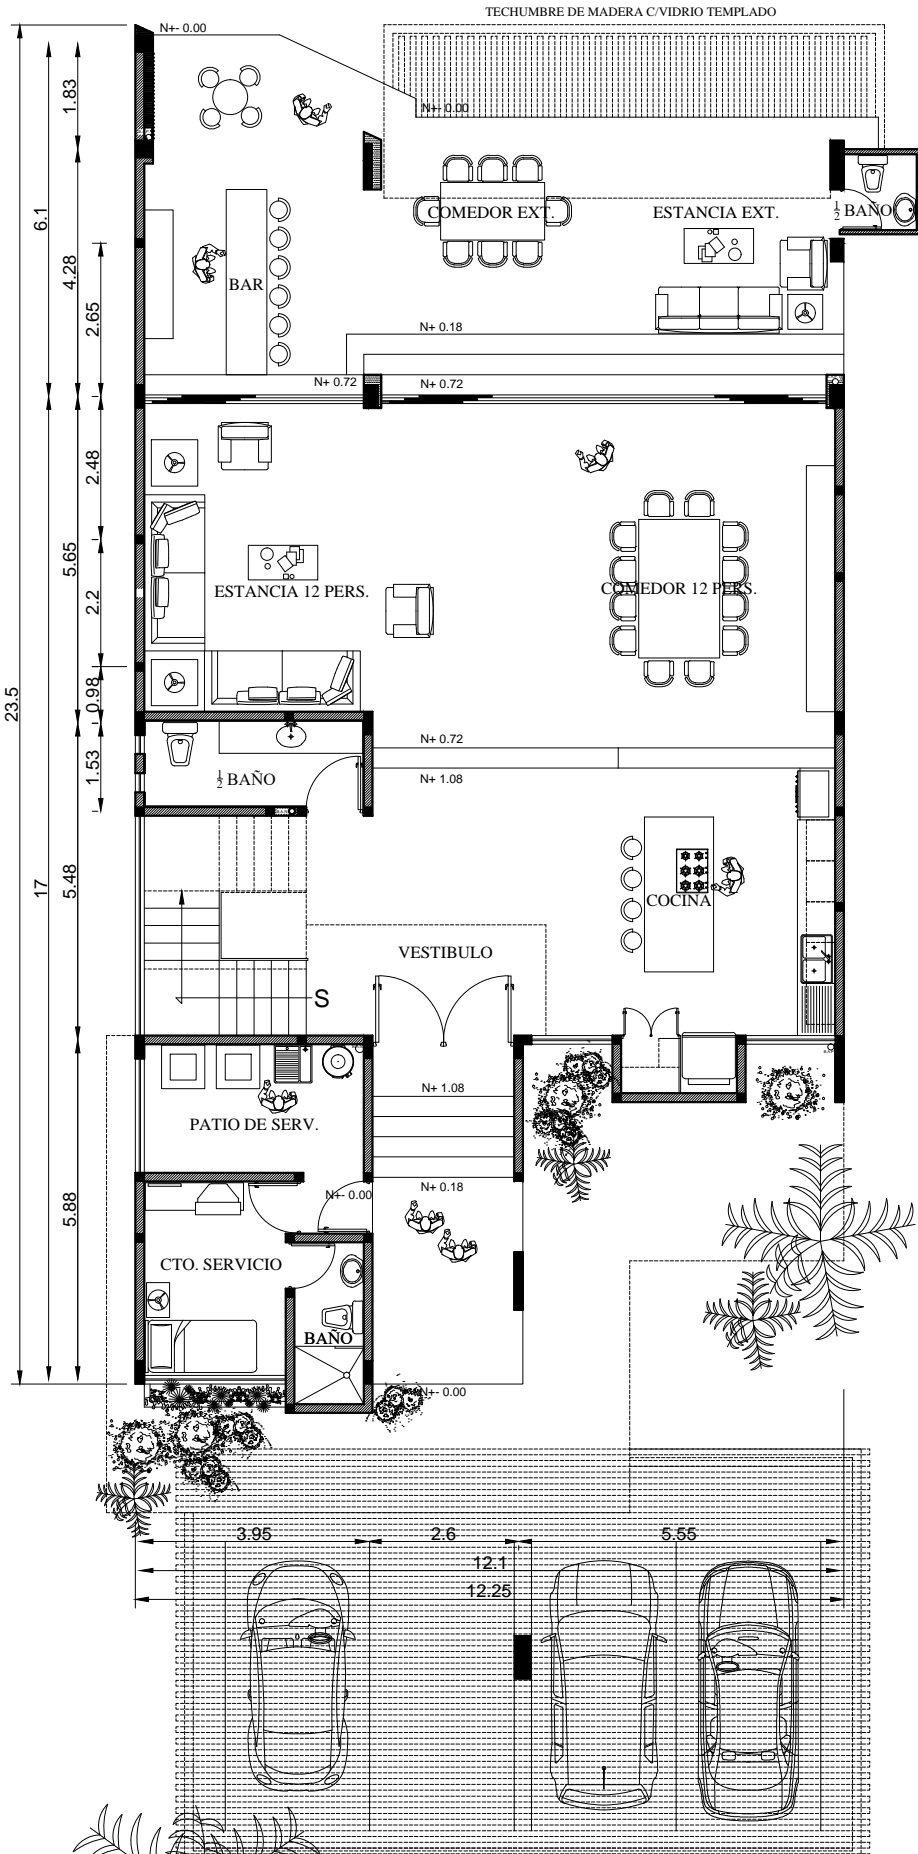 TECHUMBRE DE MADERA C/VIDRIO TEMPLADO
N+- 0.00
1.83
N+- 0.00
COMEDOR EXT.
ESTANCIA EXT.
½ BAÑO
6.1
4.28
2.65
BAR
N+ 0.18
N+ 0.72
N+ 0.72
2.48
5.65
2.2
ESTANCIA 12 PERS.
COMEDOR 12 PERS.
0.98
23.5
1.53
N+ 0.72
½ BAÑO
N+ 1.08
17
5.48
COCINA
VESTIBULO
S
N+ 1.08
PATIO DE SERV.
5.88
N+- 0.00
N+ 0.18
CTO. SERVICIO
BAÑO
N+- 0.00
3.95
2.6
5.55
12.1
12.25